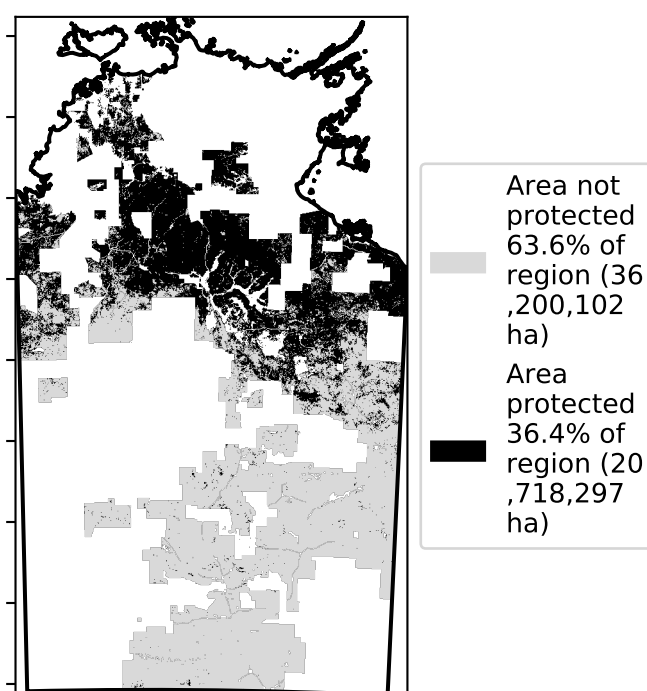 Area not
protected
63.6% of
region (36
,200,102
ha)
Area
protected
36.4% of
region (20
,718,297
ha)